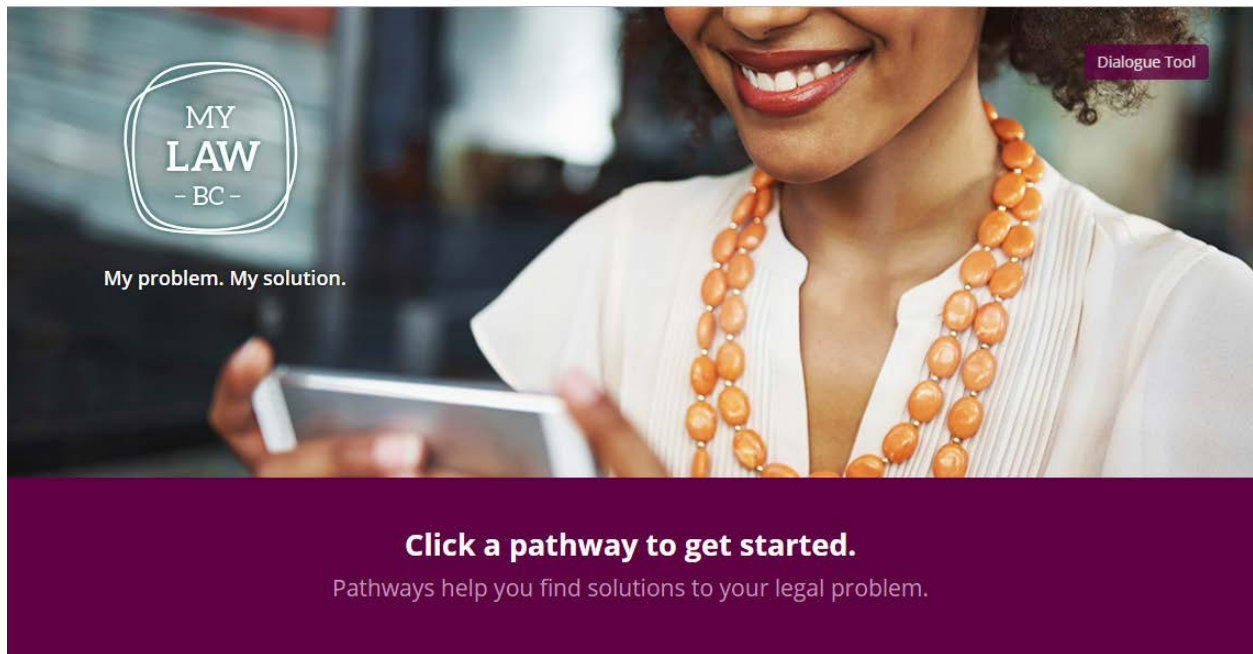 Dialogue Tool
MY
LAW
– BC –
My problem. My solution.
Click a pathway to get started.
Pathways help you find solutions to your legal problem.